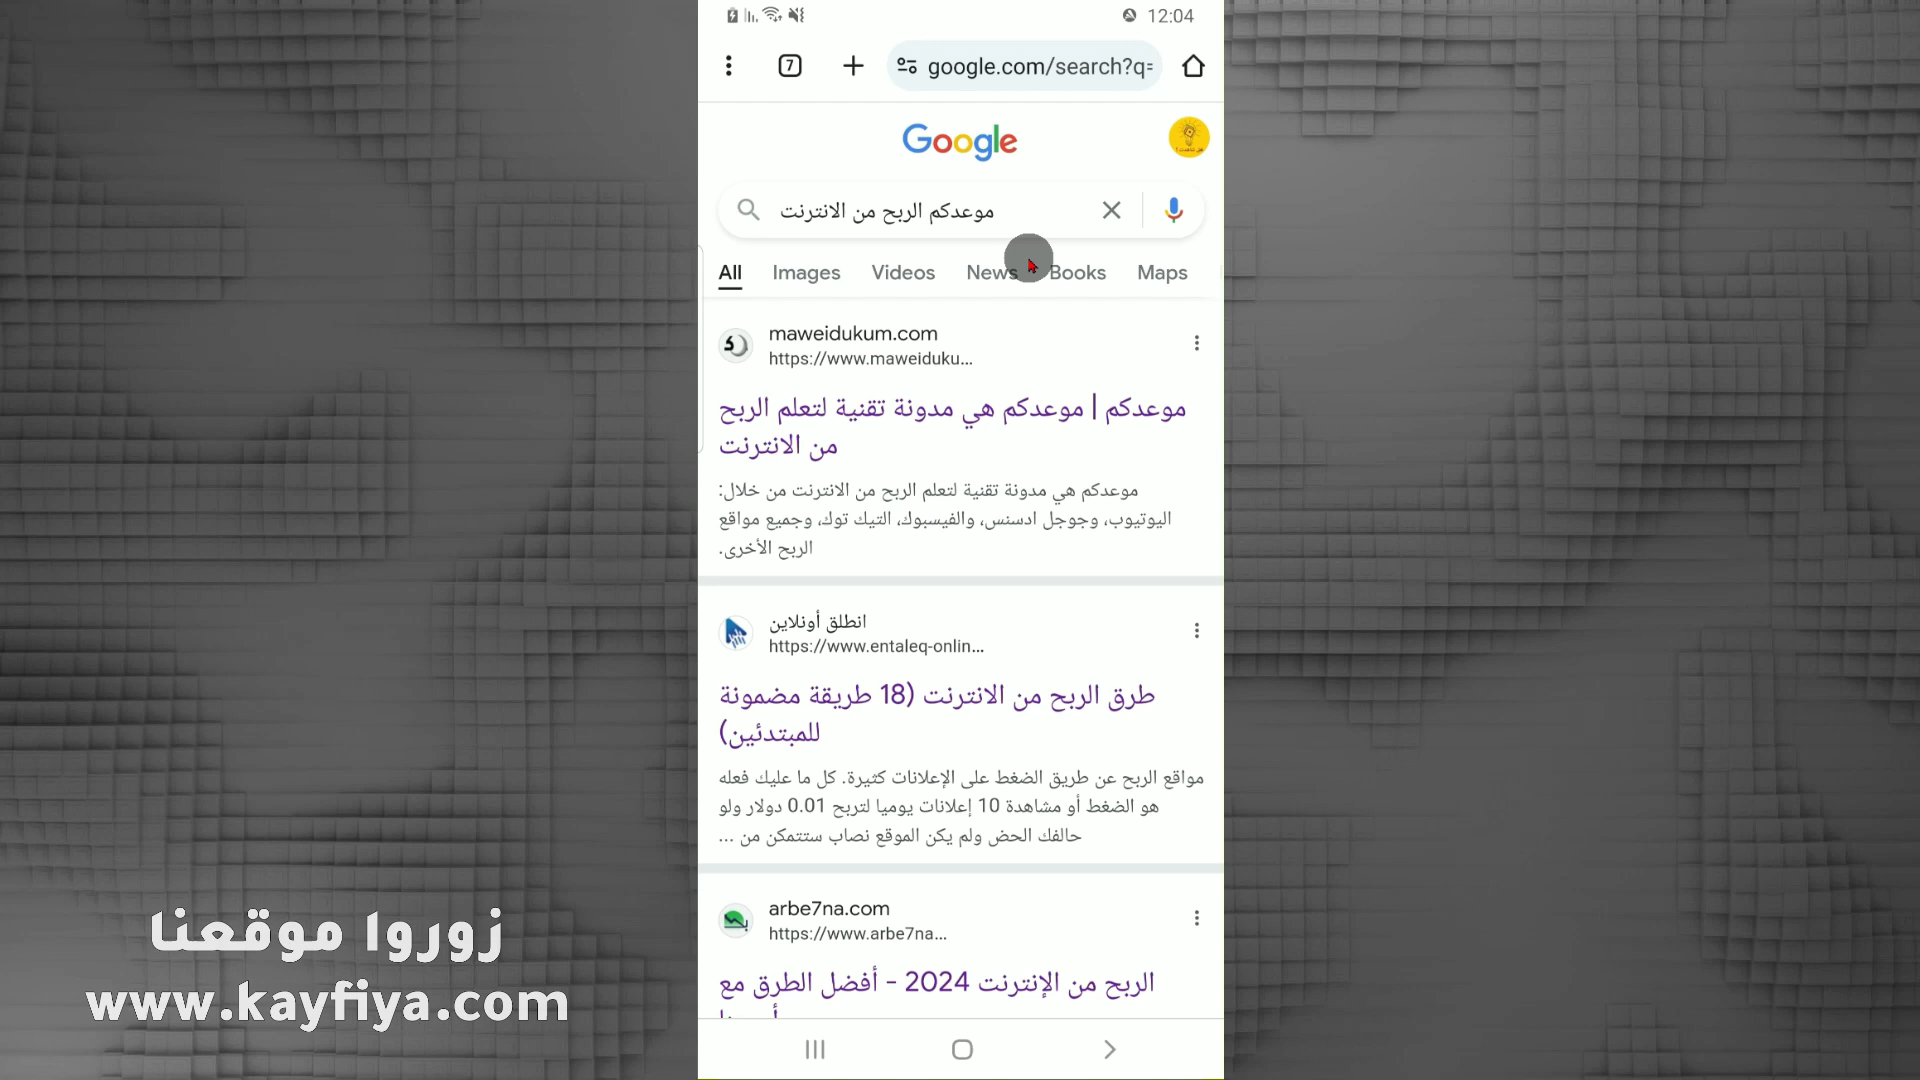 12:04
7
google.com/search?q=
Google
موعدكم الربح من الانترنت
All Images Videos News Books Maps
maweidukum.com
https://www.maweiduku...
موعدكم | موعدكم هي مدونة تقنية لتعلم الربح
من الانترنت
موعدكم هي مدونة تقنية لتعلم الربح من الانترنت من خلال:
اليوتيوب، وجوجل ادسنس، والفيسبوك، التيك توك، وجميع مواقع
الربح الأخرى.
انطلق أونلاين
https://www.entaleq-onlin...
طرق الربح من الانترنت (18 طريقة مضمونة
للمبتدئين)
مواقع الربح عن طريق الضغط على الإعلانات كثيرة. كل ما عليك فعله
هو الضغط أو مشاهدة 10 إعلانات يوميا لتربح 0.01 دولار ولو
حالفك الحض ولم يكن الموقع نصاب ستتمكن من ...
arbe7na.com
https://www.arbe7na...
الربح من الإنترنت 2024 - أفضل الطرق مع
زوروا موقعنا
www.kayfiya.com